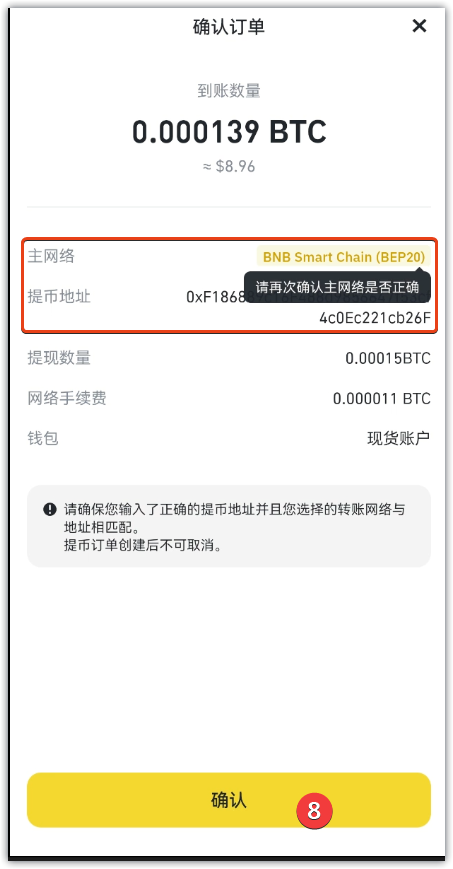 确认订单
到账数量
0.000139 BTC
≈ $8.96
主网络 BNB Smart Chain (BEP20)
请再次确认主网络是否正确
提币地址 0xF1868
4c0Ec221cb26F
提现数量 0.00015BTC
网络手续费 0.000011 BTC
钱包 现货账户
请确保您输入了正确的提币地址并且您选择的转账网络与
地址相匹配。
提币订单创建后不可取消。
确认 8